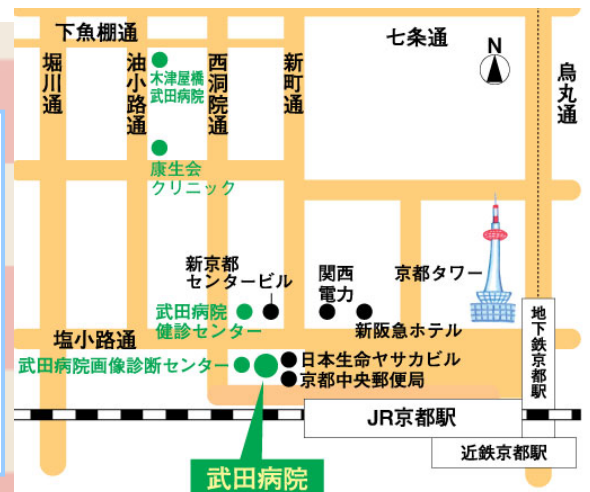 下魚棚通
七条通
N
堀川通
油小路通
西洞院通
新町通
烏丸通
木津屋橋
武田病院
康生会
クリニック
新京都
センタービル
関西
電力
京都タワー
武田病院
健診センター
新阪急ホテル
地下鉄京都駅
塩小路通
武田病院画像診断センター
日本生命ヤサカビル
京都中央郵便局
JR京都駅
近鉄京都駅
武田病院